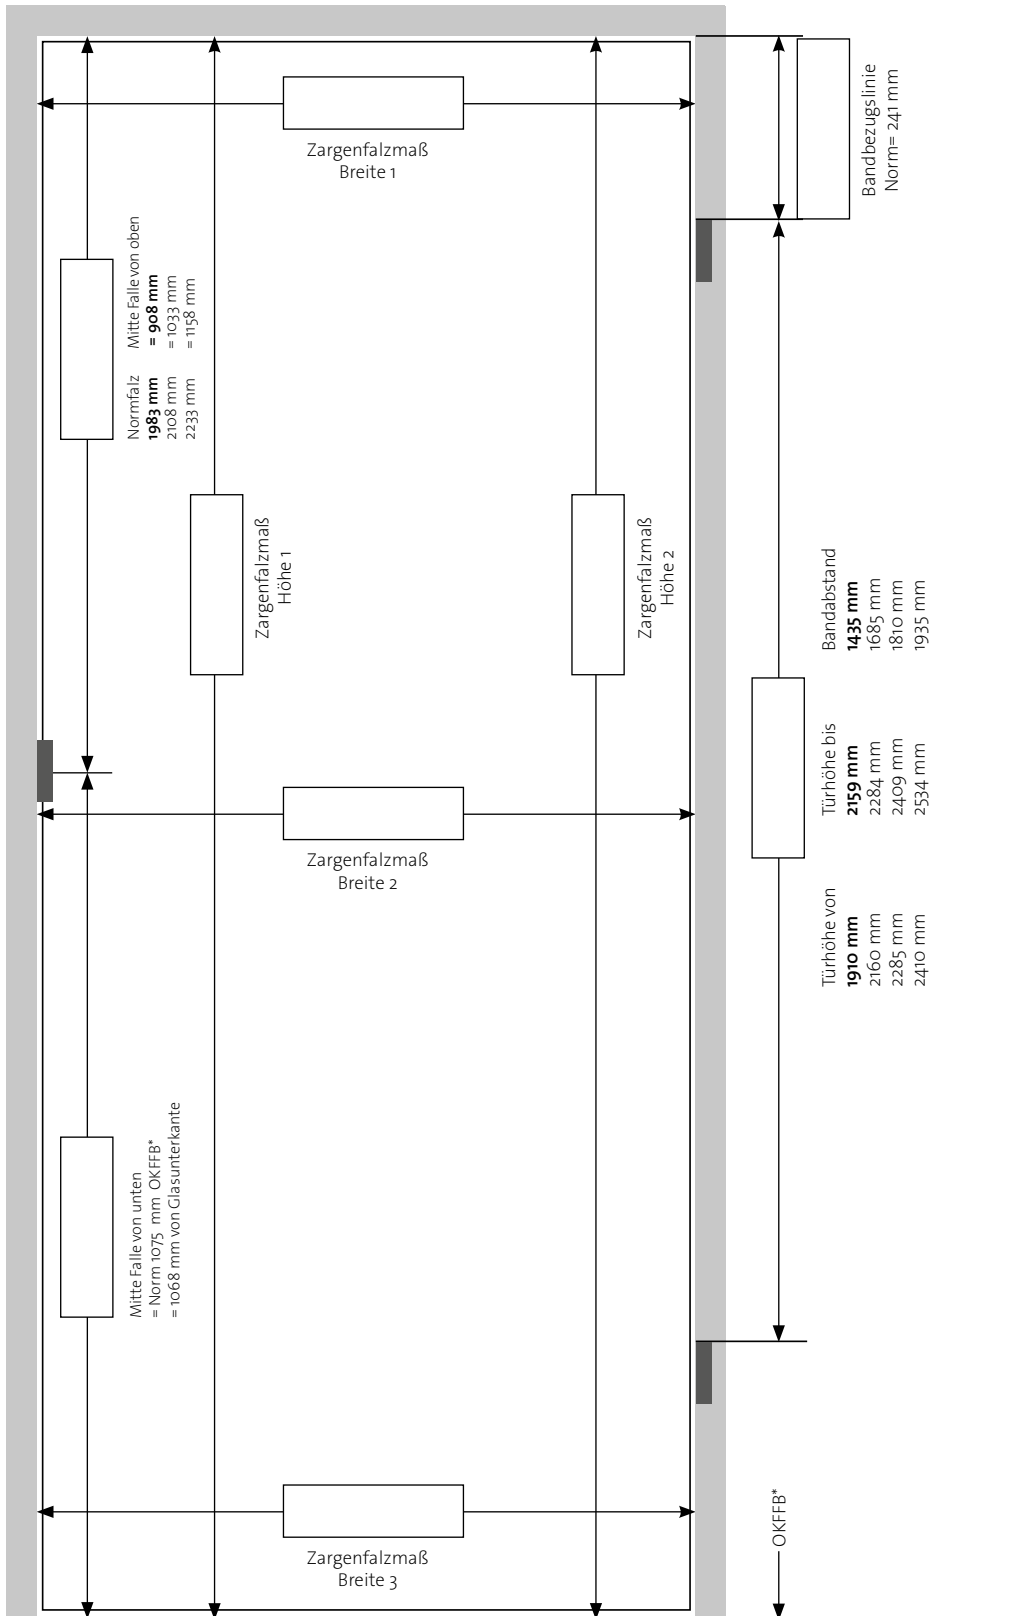 Zargenfalzmaß
Breite 1
Bandbezugslinie
Norm= 241 mm
Normfalz Mitte Falle von oben
1983 mm = 908 mm
2108 mm = 1033 mm
2233 mm = 1158 mm
Zargenfalzmaß
Höhe 1
Zargenfalzmaß
Höhe 2
Türhöhe von Türhöhe bis Bandabstand
1910 mm 2159 mm 1435 mm
2160 mm 2284 mm 1685 mm
2285 mm 2409 mm 1810 mm
2410 mm 2534 mm 1935 mm
Zargenfalzmaß
Breite 2
Mitte Falle von unten
= Norm 1075 mm OKFFB*
= 1068 mm von Glasunterkante
Zargenfalzmaß
Breite 3
OKFFB*